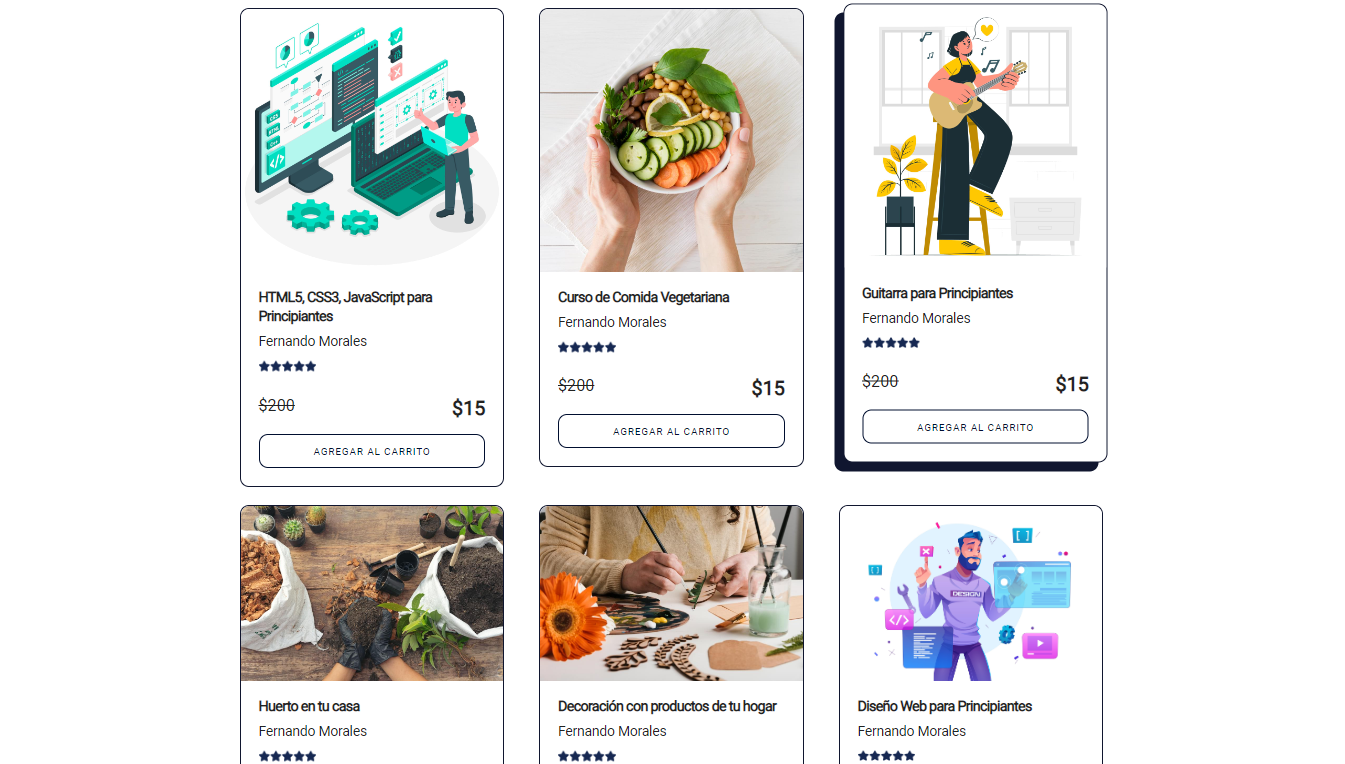 HTML5, CSS3, JavaScript para
Principiantes
Fernando Morales
$200
$15
AGREGAR AL CARRITO
Curso de Comida Vegetariana
Fernando Morales
$200
$15
AGREGAR AL CARRITO
Guitarra para Principiantes
Fernando Morales
$200
$15
AGREGAR AL CARRITO
Huerto en tu casa
Fernando Morales
DESIGN
</>
[ ]
Decoración con productos de tu hogar
Fernando Morales
Diseño Web para Principiantes
Fernando Morales